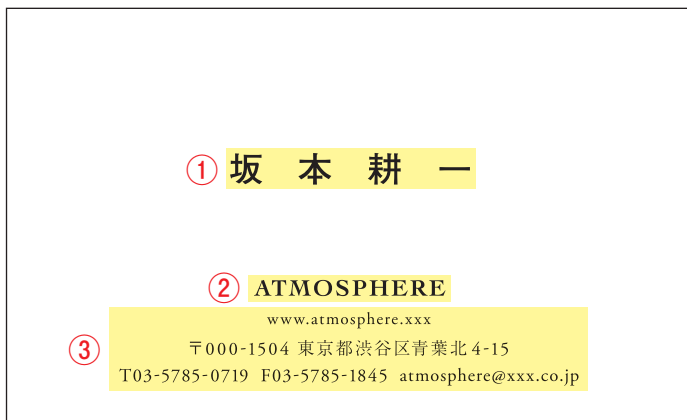 ① 坂 本 耕 一
② ATMOSPHERE
www.atmosphere.xxx
③ 〒000-1504 東京都渋谷区青葉北4-15
T03-5785-0719 F03-5785-1845 atmosphere@xxx.co.jp